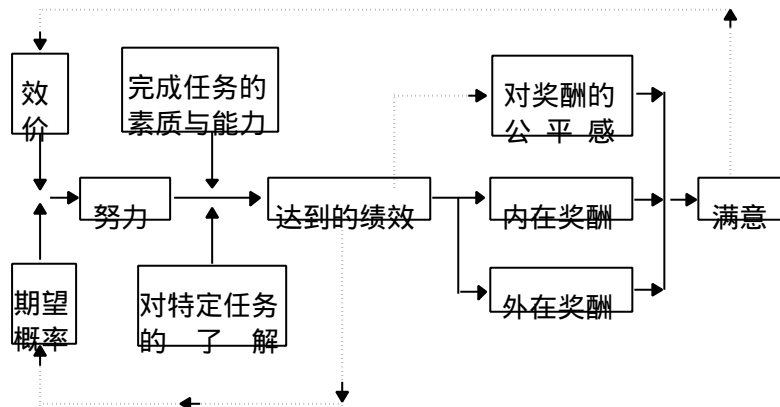 效
价
完成任务的
素质与能力
对奖酬的
公平感
努力
达到的绩效
内在奖酬
满意
期望
概率
对特定任务
的了解
外在奖酬